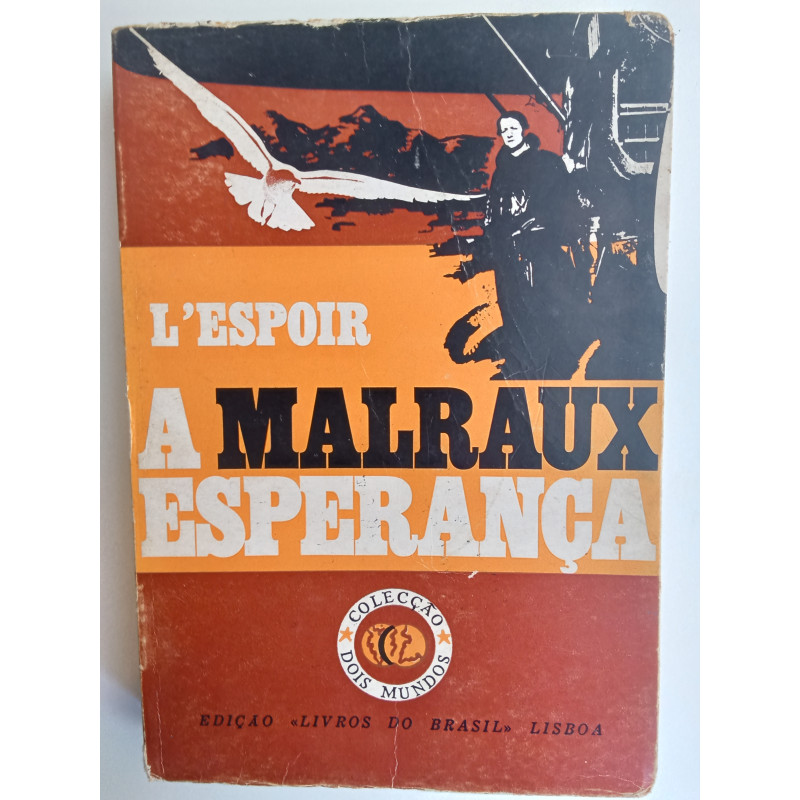 L'ESPOIR
A MALRAUX
ESPERANÇA
COLECÇÃO
DOIS MUNDOS
EDIÇÃO «LIVROS DO BRASIL» LISBOA